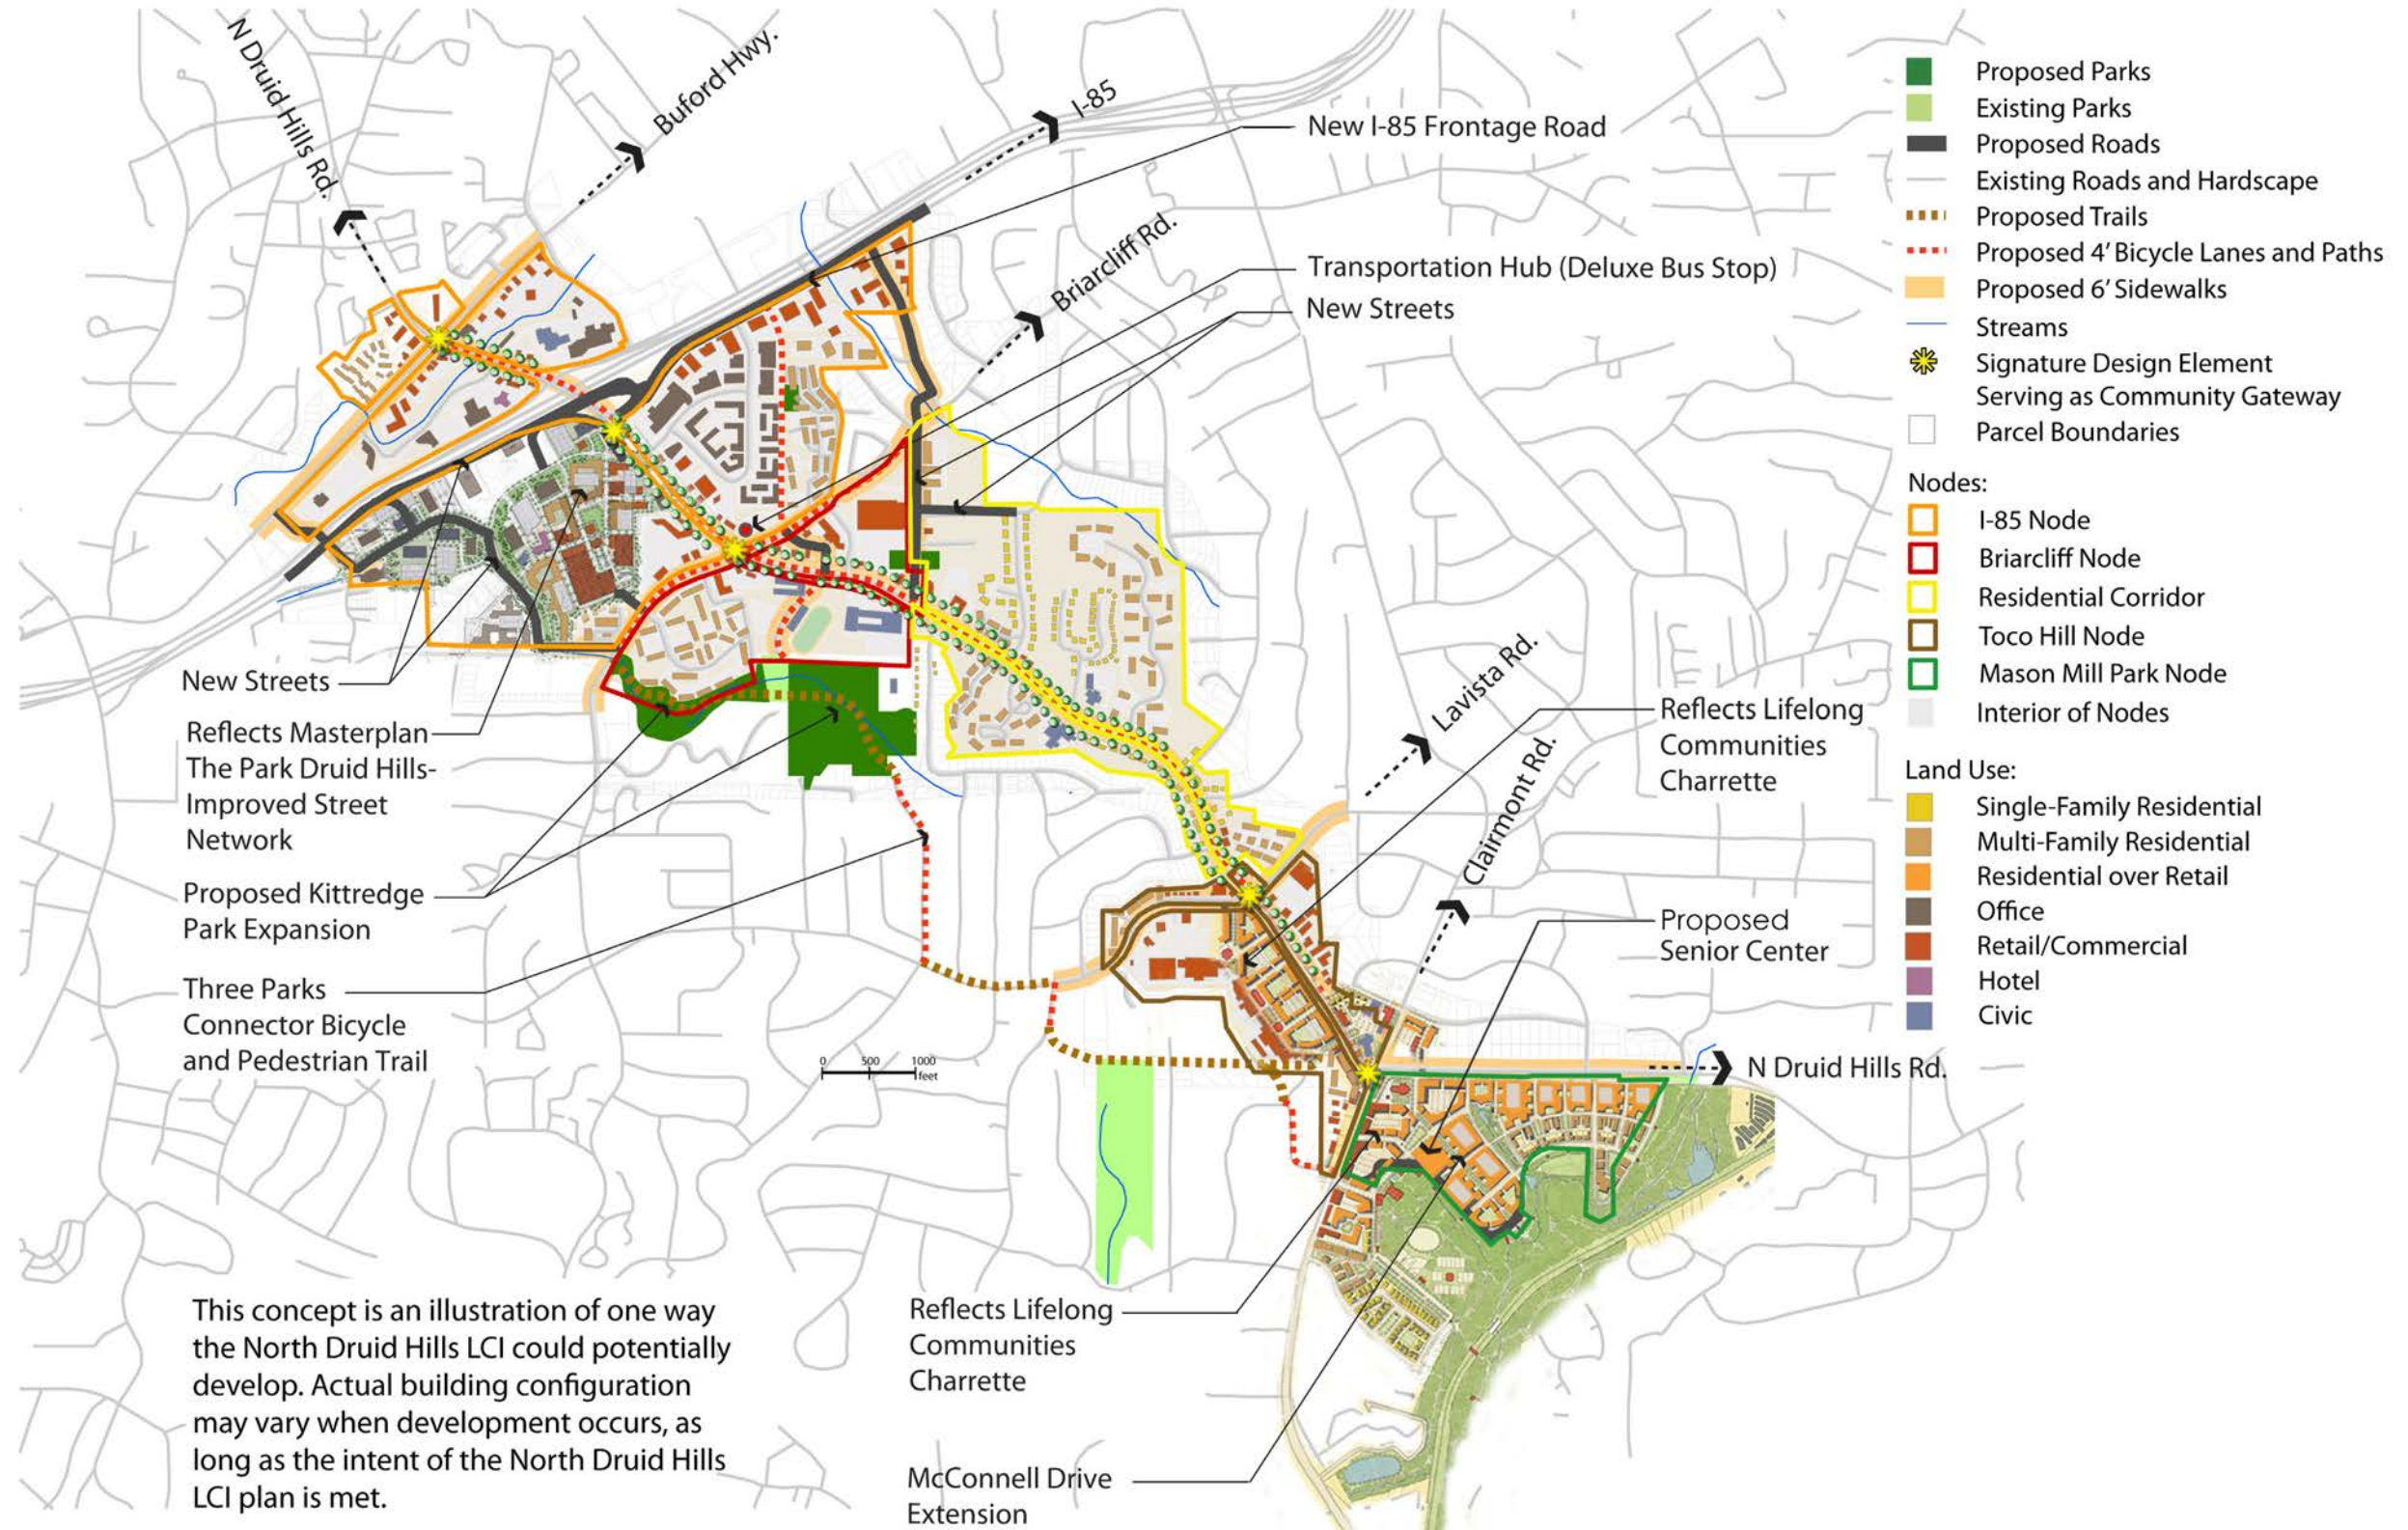 N Druid Hills Rd.
Buford Hwy.
I-85
New I-85 Frontage Road
Briarcliff Rd.
Transportation Hub (Deluxe Bus Stop)
New Streets
Proposed Parks
Existing Parks
Proposed Roads
Existing Roads and Hardscape
Proposed Trails
Proposed 4' Bicycle Lanes and Paths
Proposed 6' Sidewalks
Streams
Signature Design Element
Serving as Community Gateway
Parcel Boundaries
Nodes:
I-85 Node
Briarcliff Node
Residential Corridor
Toco Hill Node
Mason Mill Park Node
Interior of Nodes
Land Use:
Single-Family Residential
Multi-Family Residential
Residential over Retail
Office
Retail/Commercial
Hotel
Civic
New Streets
Reflects Masterplan
The Park Druid Hills-
Improved Street
Network
Proposed Kittredge
Park Expansion
Three Parks
Connector Bicycle
and Pedestrian Trail
Lavista Rd.
Clairmont Rd.
Reflects Lifelong
Communities
Charrette
Proposed
Senior Center
N Druid Hills Rd.
0 500 1000
feet
This concept is an illustration of one way
the North Druid Hills LCI could potentially
develop. Actual building configuration
may vary when development occurs, as
long as the intent of the North Druid Hills
LCI plan is met.
Reflects Lifelong
Communities
Charrette
McConnell Drive
Extension